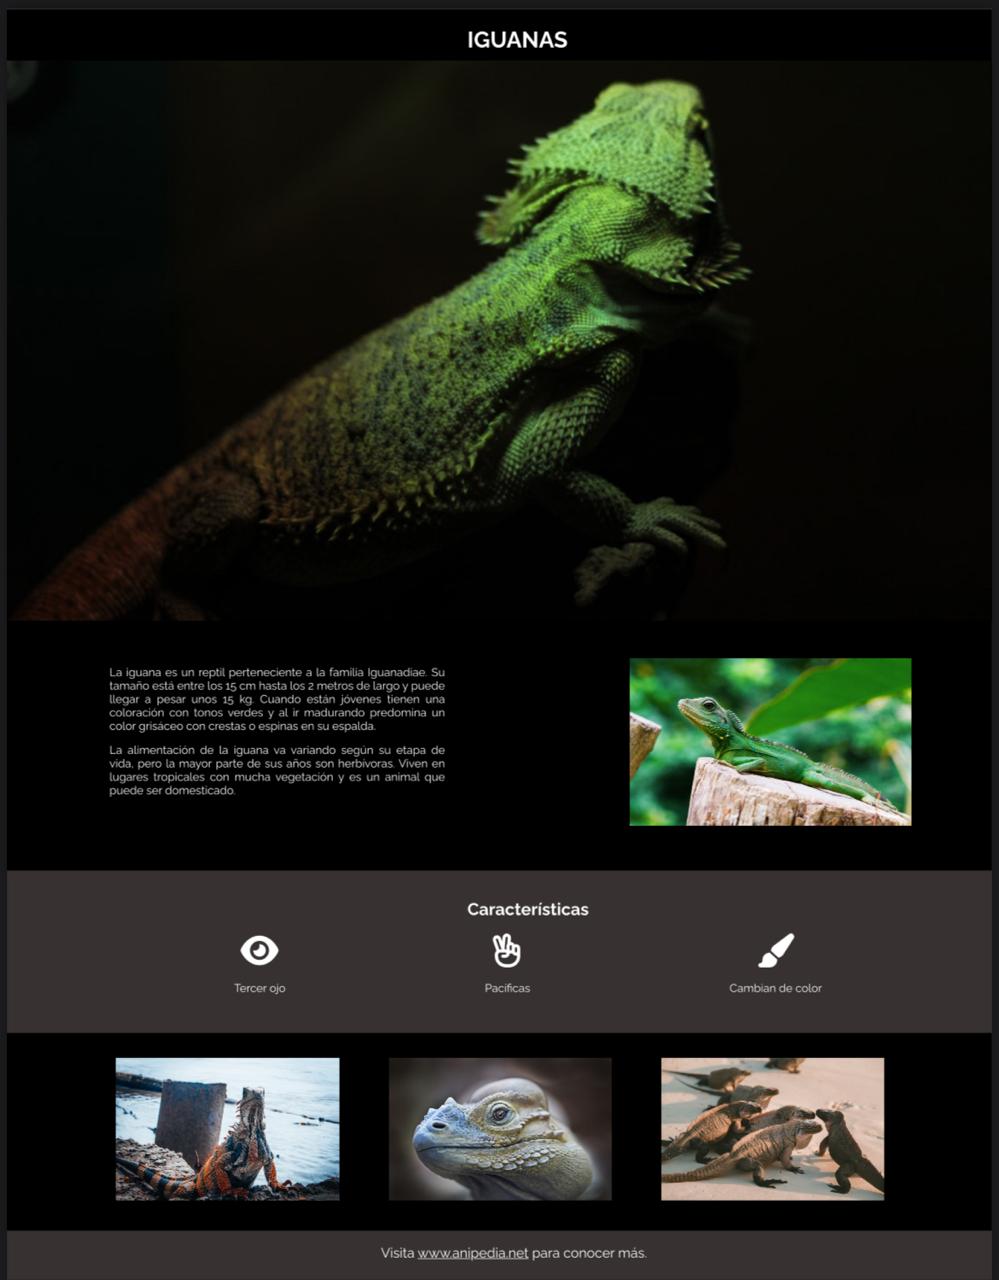 IGUANAS
La iguana es un reptil perteneciente a la familia Iguanadiae. Su
tamaño está entre los 15 cm hasta los 2 metros de largo y puede
llegar a pesar unos 15 kg. Cuando están jóvenes tienen una
coloración con tonos verdes y al ir madurando predomina un
color grisáceo con crestas o espinas en su espalda.
La alimentación de la iguana va variando según su etapa de
vida, pero la mayor parte de sus años son herbívoras. Viven en
lugares tropicales con mucha vegetación y es un animal que
puede ser domesticado.
Características
Tercer ojo
Pacíficas
Cambian de color
Visita www.anipedia.net para conocer más.